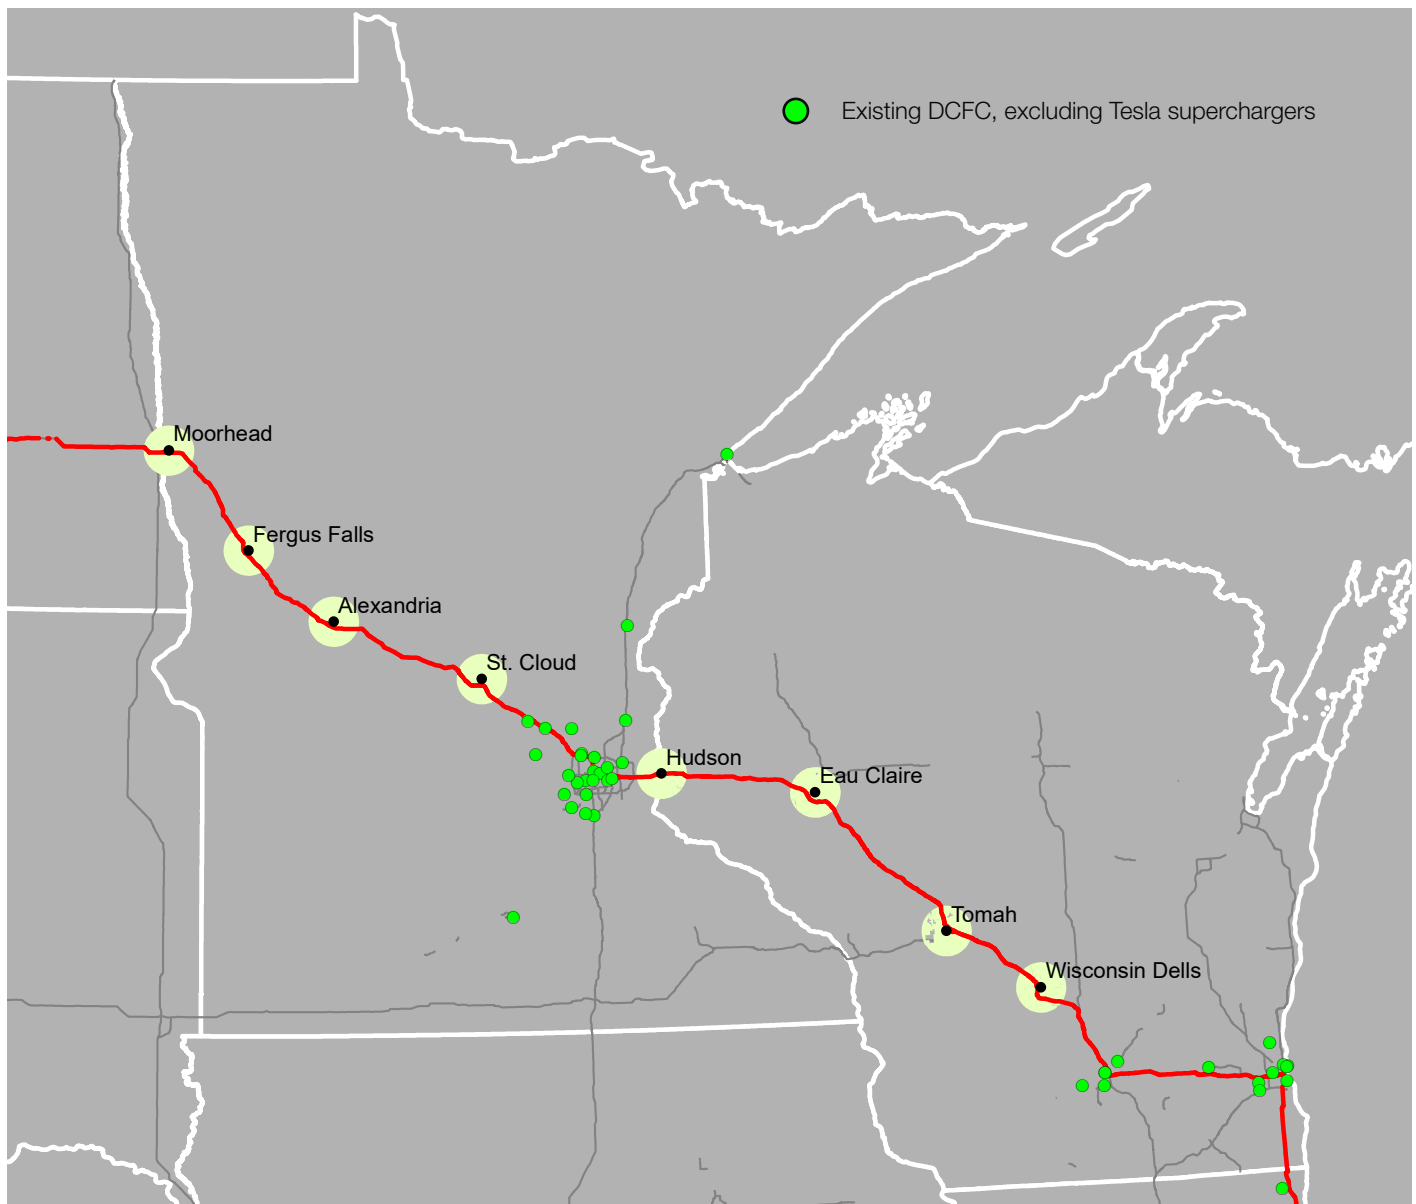 Existing DCFC, excluding Tesla superchargers
Moorhead
Fergus Falls
Alexandria
St. Cloud
Hudson
Eau Claire
Tomah
Wisconsin Dells